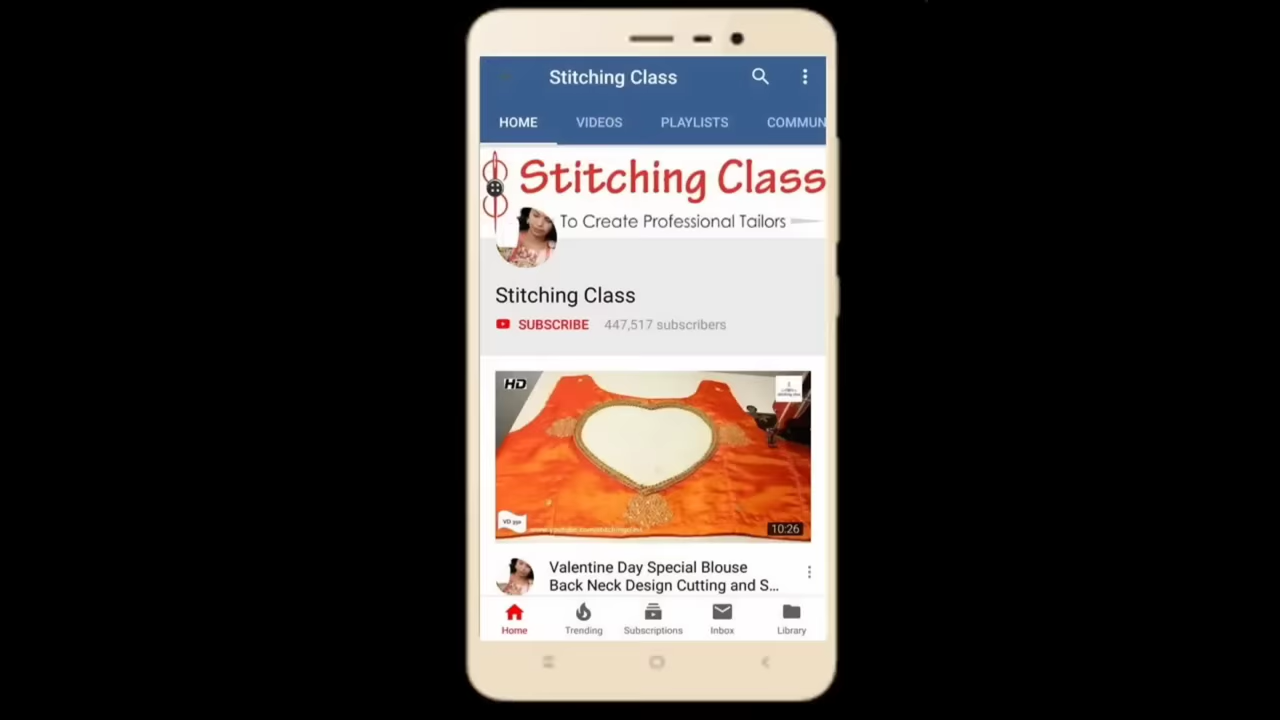 Stitching Class
HOME VIDEOS PLAYLISTS COMMUN
Stitching Class
To Create Professional Tailors
Stitching Class
SUBSCRIBE 447,517 subscribers
HD
10:26
Valentine Day Special Blouse
Back Neck Design Cutting and S...
Home Trending Subscriptions Inbox Library